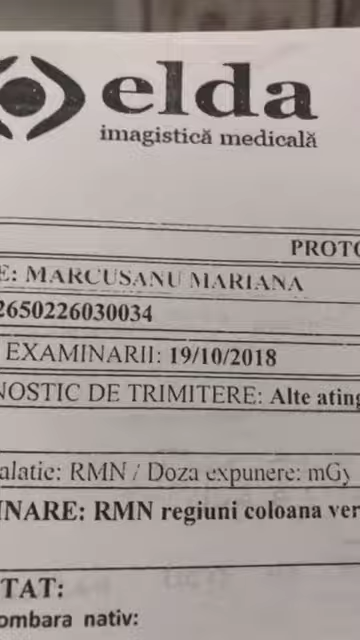 elda
imagistică medicală
PROTO
E: MARCUSANU MARIANA
2650226030034
EXAMINARII: 19/10/2018
NOSTIC DE TRIMITERE: Alte ating
alatie: RMN / Doza expunere: mGy
INARE: RMN regiuni coloana ver
TAT:
ombara nativ: